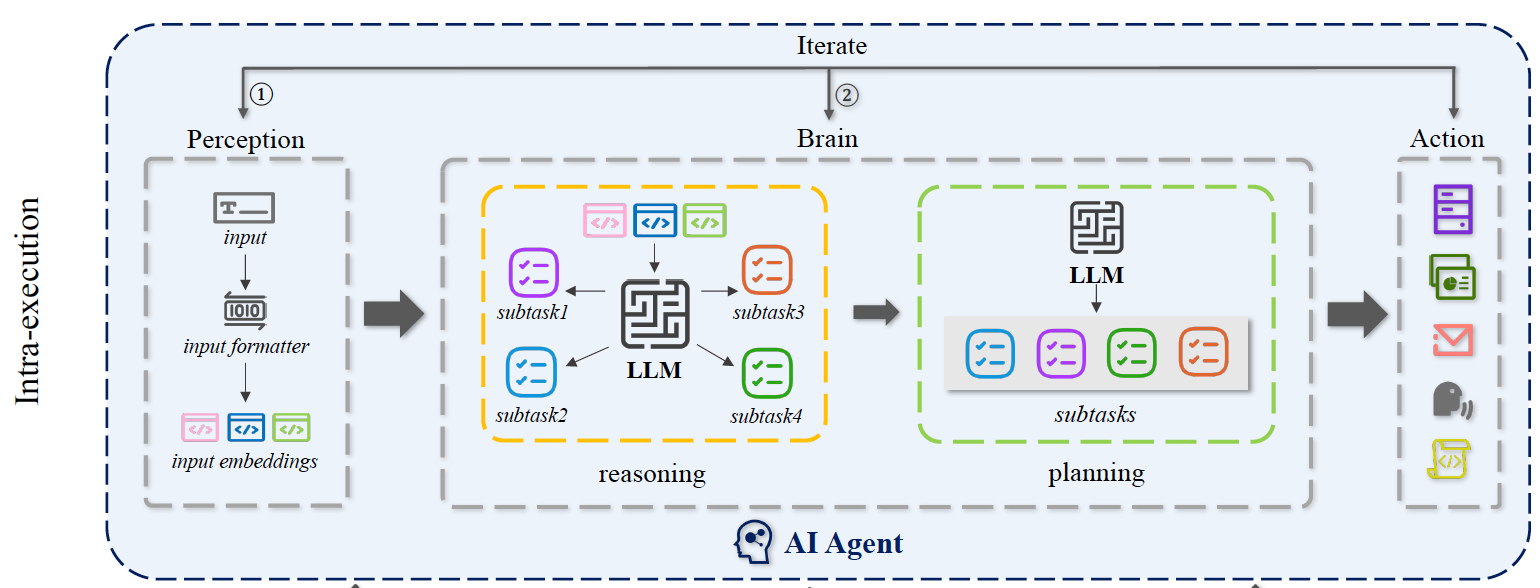 Intra-execution
Iterate
①
②
Perception
Brain
Action
T
input
1010
input formatter
</> </> </>
input embeddings
</> </> </>
subtask1
subtask3
LLM
subtask2
subtask4
reasoning
LLM
subtasks
planning
</>
AI Agent